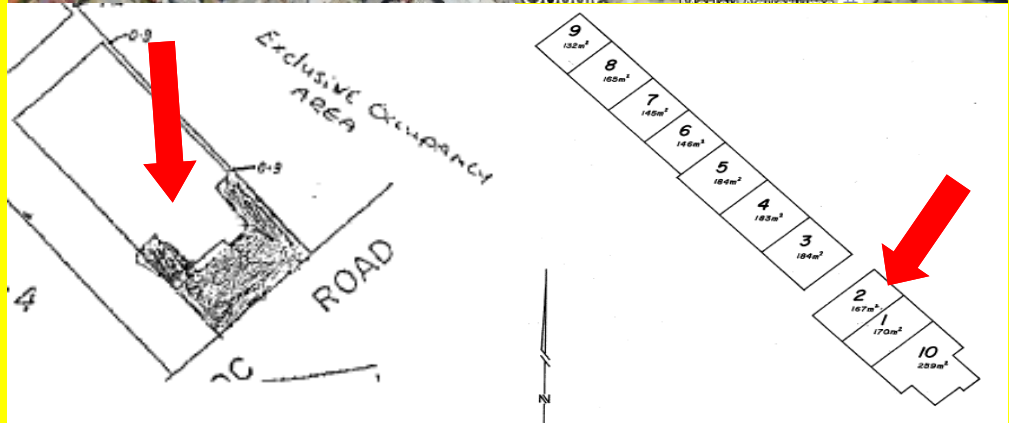 0.9
Exclusive Occupancy
AREA
0.9
ROAD
4
9
132m²
8
165m²
7
145m²
6
146m²
5
184m²
4
183m²
3
184m²
2
167m²
1
170m²
10
259m²
N